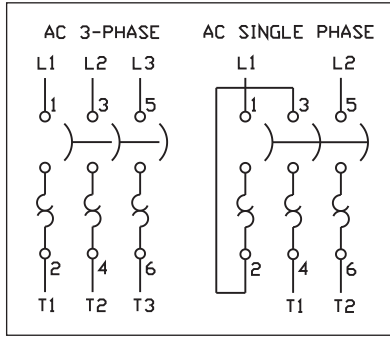 AC 3-PHASE AC SINGLE PHASE
L1 L2 L3 L1 L2
1 3 5 1 3 5
2 4 6 2 4 6
T1 T2 T3 T1 T2